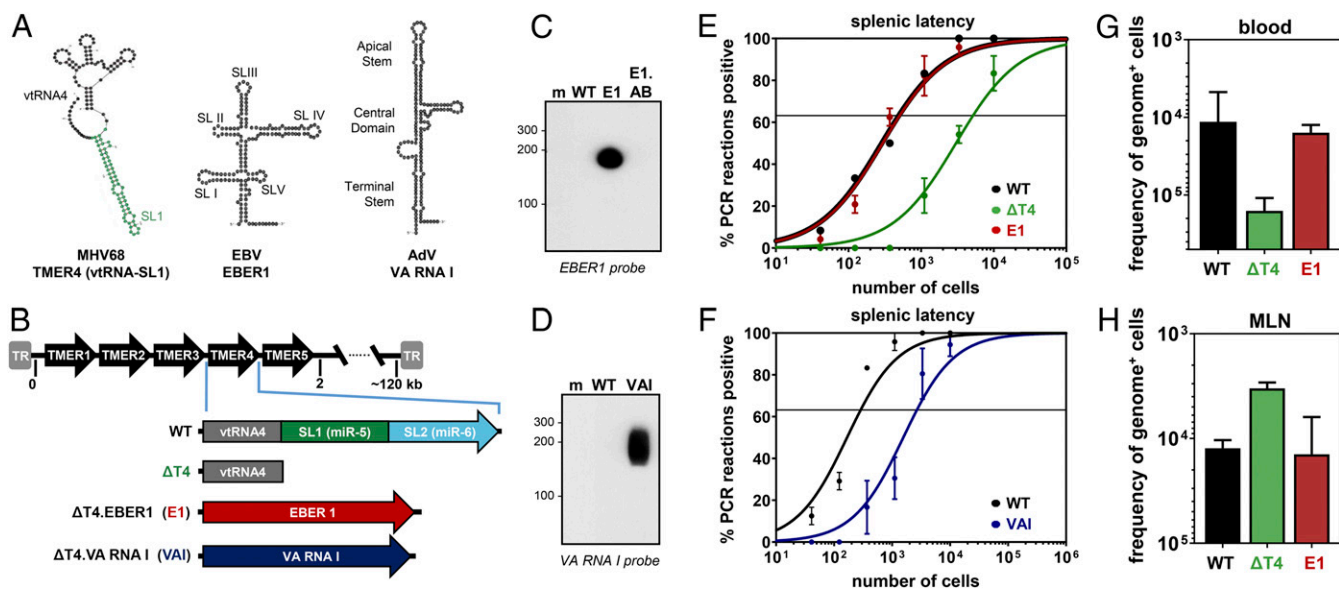 A
vtRNA4
SL1
MHV68
TMER4 (vtRNA-SL1)
SLIII
SL II
SL IV
SL I
SLV
EBV
EBER1
Apical
Stem
Central
Domain
Terminal
Stem
AdV
VA RNA I
B
TR TMER1 TMER2 TMER3 TMER4 TMER5 TR
0 2 ~120 kb
WT vtRNA4 SL1 (miR-5) SL2 (miR-6)
ΔT4 vtRNA4
ΔT4.EBER1 (E1) EBER 1
ΔT4.VA RNA I (VAI) VA RNA I
C
E1.
m WT E1 AB
300
200
100
EBER1 probe
D
m WT VAI
300
200
100
VA RNA I probe
E
splenic latency
% PCR reactions positive
100
80
60
40
20
0
WT
ΔT4
E1
10¹ 10² 10³ 10⁴ 10⁵
number of cells
F
splenic latency
% PCR reactions positive
100
80
60
40
20
0
WT
VAI
10¹ 10² 10³ 10⁴ 10⁵ 10⁶
number of cells
G
blood
frequency of genome⁺ cells
10³
10⁴
10⁵
WT ΔT4 E1
H
MLN
frequency of genome⁺ cells
10³
10⁴
10⁵
WT ΔT4 E1